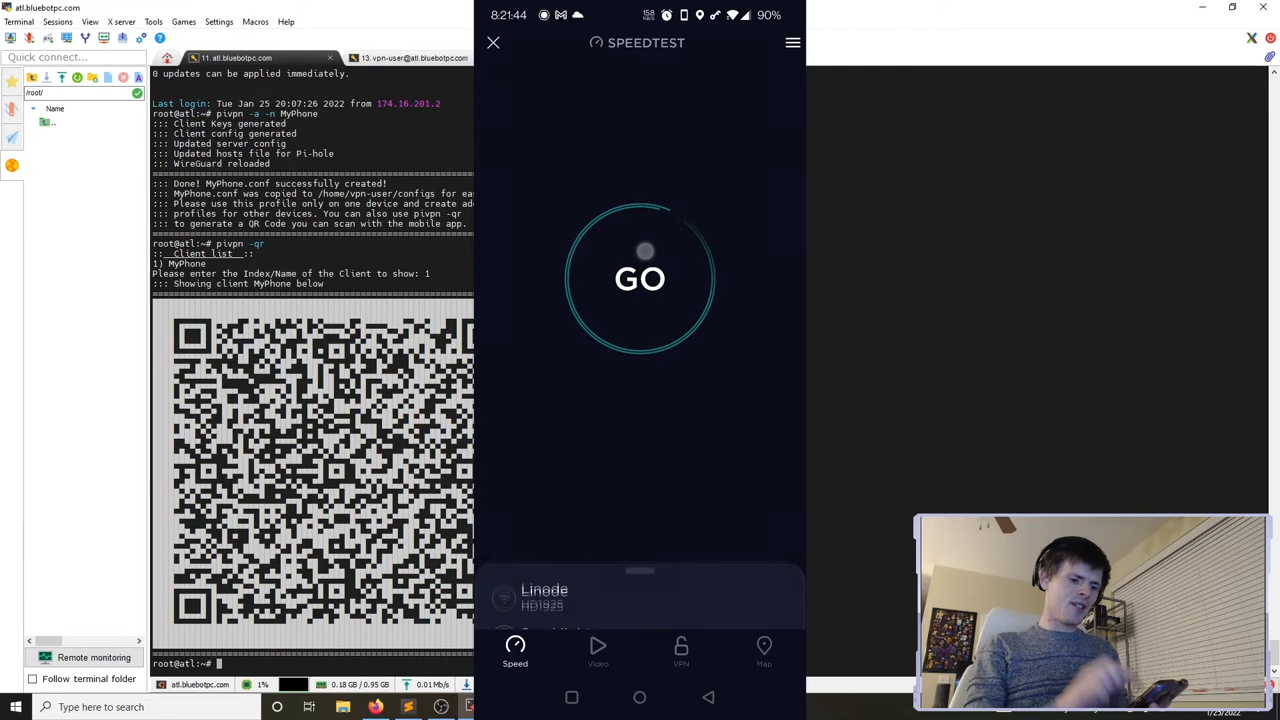 atl.bluebotpc.com
Terminal Sessions View X server Tools Games Settings Macros Help
Quick connect...
11. atl.bluebotpc.com
13. vpn-user@atl.bluebotpc.com
/root/
Name
..
0 updates can be applied immediately.
Last login: Tue Jan 25 20:07:26 2022 from 174.16.201.2
root@atl:~# pivpn -a -n MyPhone
::: Client Keys generated
::: Client config generated
::: Updated server config
::: Updated hosts file for Pi-hole
::: WireGuard reloaded
::: Done! MyPhone.conf successfully created!
::: MyPhone.conf was copied to /home/vpn-user/configs for ea
::: Please use this profile only on one device and create ad
::: profiles for other devices. You can also use pivpn -qr
::: to generate a QR Code you can scan with the mobile app.
root@atl:~# pivpn -qr
:: Client list ::
1) MyPhone
Please enter the Index/Name of the Client to show: 1
::: Showing client MyPhone below
root@atl:~#
Remote monitoring
Follow terminal folder
atl.bluebotpc.com 1% 0.18 GB / 0.95 GB 0.01 Mb/s
Type here to search
1/25/2022
8:21:44
90%
SPEEDTEST
GO
Linode
HD1925
Speed Video VPN Map